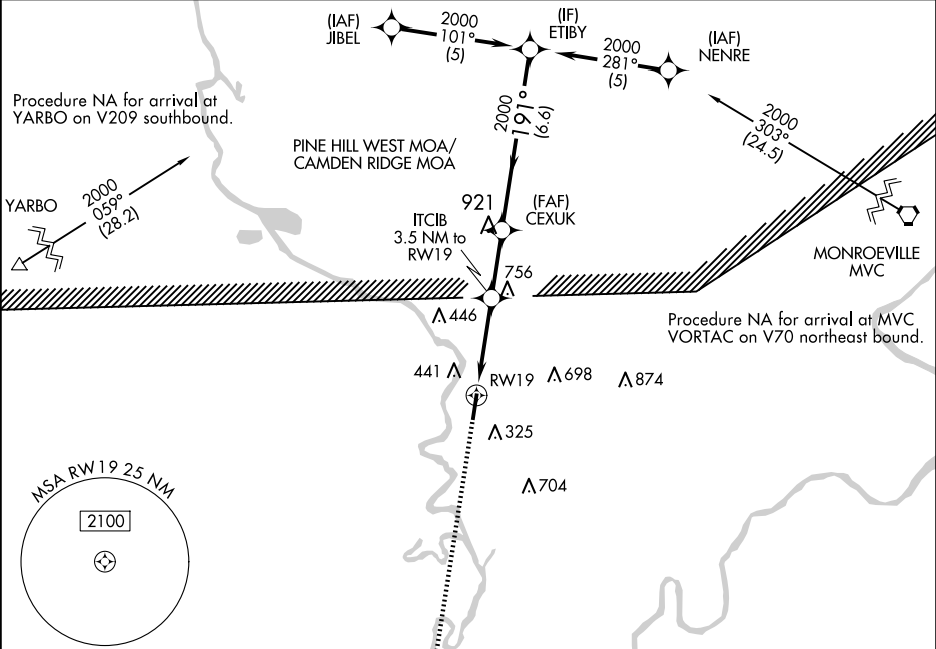 (IAF)
JIBEL
2000
101°
(5)
(IF)
ETIBY
2000
281°
(5)
(IAF)
NENRE
Procedure NA for arrival at
YARBO on V209 southbound.
2000
191°
(6.6)
2000
303°
(24.5)
PINE HILL WEST MOA/
CAMDEN RIDGE MOA
YARBO
2000
059°
(28.2)
921
(FAF)
CEXUK
ITCIB
3.5 NM to
RW19
MONROEVILLE
MVC
756
446
Procedure NA for arrival at MVC
VORTAC on V70 northeast bound.
441
RW19
698
874
325
704
MSA RW19 25 NM
2100